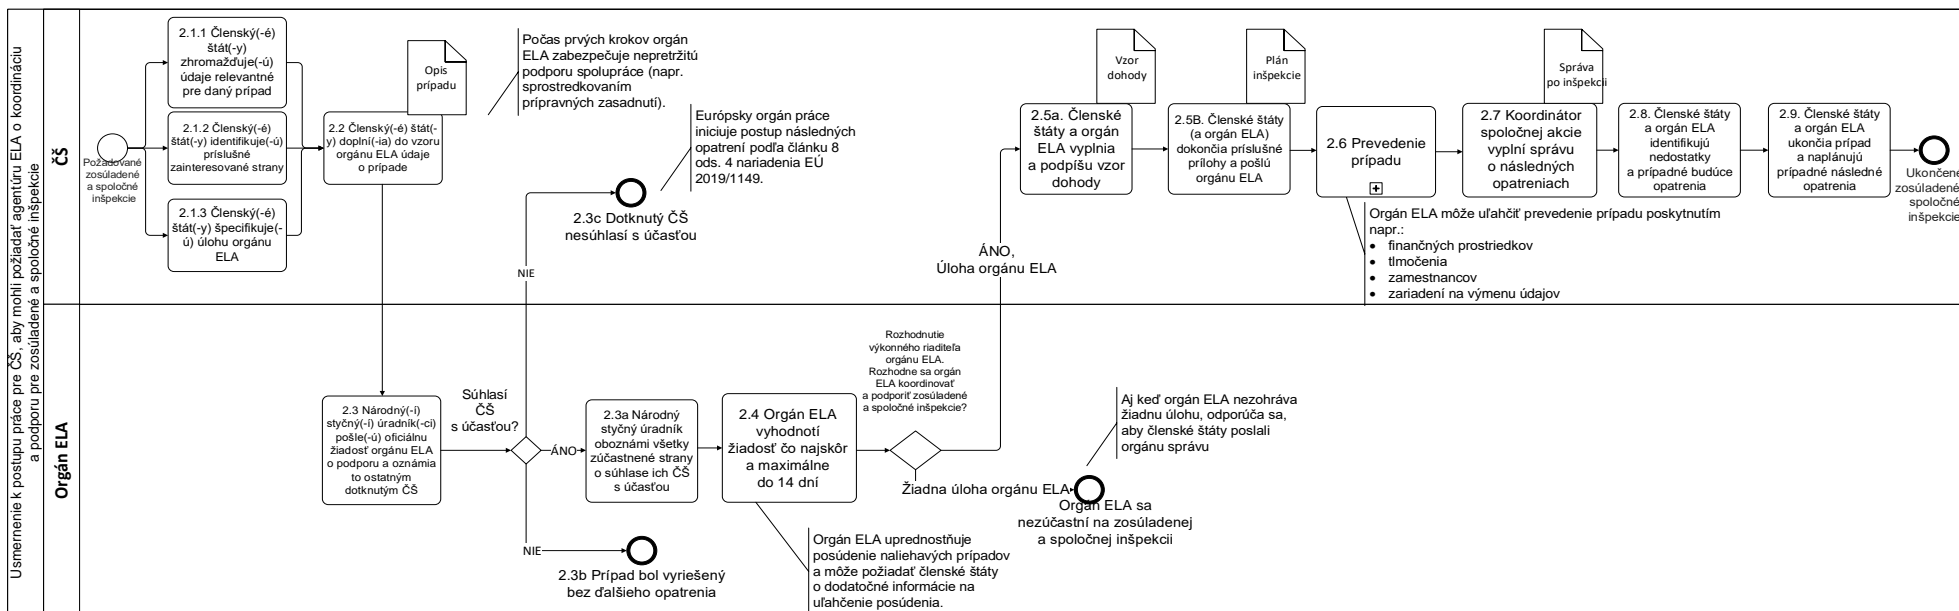 Usmernenie k postupu práce pre ČŠ, aby mohli požiadať agentúru ELA o koordináciu
a podporu pre zosúladené a spoločné inšpekcie
ČŠ
Požadované
zosúladené
a spoločné
inšpekcie
2.1.1 Členský(-é)
štát(-y)
zhromažďuje(-ú)
údaje relevantné
pre daný prípad
2.1.2 Členský(-é)
štát(-y) identifikuje(-ú)
príslušné
zainteresované strany
2.1.3 Členský(-é)
štát(-y) špecifikuje(-
ú) úlohu orgánu
ELA
Opis
prípadu
2.2 Členský(-é) štát(-
y) doplní(-ia) do vzoru
orgánu ELA údaje
o prípade
Počas prvých krokov orgán
ELA zabezpečuje nepretržitú
podporu spolupráce (napr.
sprostredkovaním
prípravných zasadnutí).
Európsky orgán práce
iniciuje postup následných
opatrení podľa článku 8
ods. 4 nariadenia EÚ
2019/1149.
2.3c Dotknutý ČŠ
nesúhlasí s účasťou
NIE
ÁNO,
Úloha orgánu ELA
Vzor
dohody
2.5a. Členské
štáty a orgán
ELA vyplnia
a podpíšu vzor
dohody
Plán
inšpekcie
2.5B. Členské štáty
(a orgán ELA)
dokončia príslušné
prílohy a pošlú
orgánu ELA
2.6 Prevedenie
prípadu
Orgán ELA môže uľahčiť prevedenie prípadu poskytnutím
napr.:
• finančných prostriedkov
• tlmočenia
• zamestnancov
• zariadení na výmenu údajov
Správa
po inšpekcii
2.7 Koordinátor
spoločnej akcie
vyplní správu
o následných
opatreniach
2.8. Členské štáty
a orgán ELA
identifikujú
nedostatky
a prípadné budúce
opatrenia
2.9. Členské štáty
a orgán ELA
ukončia prípad
a naplánujú
prípadné následné
opatrenia
Ukončené
zosúladené
spoločné
inšpekcie
Orgán ELA
2.3 Národný(-í)
styčný(-í) úradník(-ci)
pošle(-ú) oficiálnu
žiadosť orgánu ELA
o podporu a oznámia
to ostatným
dotknutým ČŠ
Súhlasí
ČŠ
s účasťou?
ÁNO
NIE
2.3b Prípad bol vyriešený
bez ďalšieho opatrenia
2.3a Národný
styčný úradník
oboznámi všetky
zúčastnené strany
o súhlase ich ČŠ
s účasťou
2.4 Orgán ELA
vyhodnotí
žiadosť čo najskôr
a maximálne
do 14 dní
Orgán ELA uprednostňuje
posúdenie naliehavých prípadov
a môže požiadať členské štáty
o dodatočné informácie na
uľahčenie posúdenia.
Rozhodnutie
výkonného riaditeľa
orgánu ELA.
Rozhodne sa orgán
ELA koordinovať
a podporiť zosúladené
a spoločné inšpekcie?
Žiadna úloha orgánu ELA
Orgán ELA sa
nezúčastní na zosúladenej
a spoločnej inšpekcii
Aj keď orgán ELA nezohráva
žiadnu úlohu, odporúča sa,
aby členské štáty poslali
orgánu správu